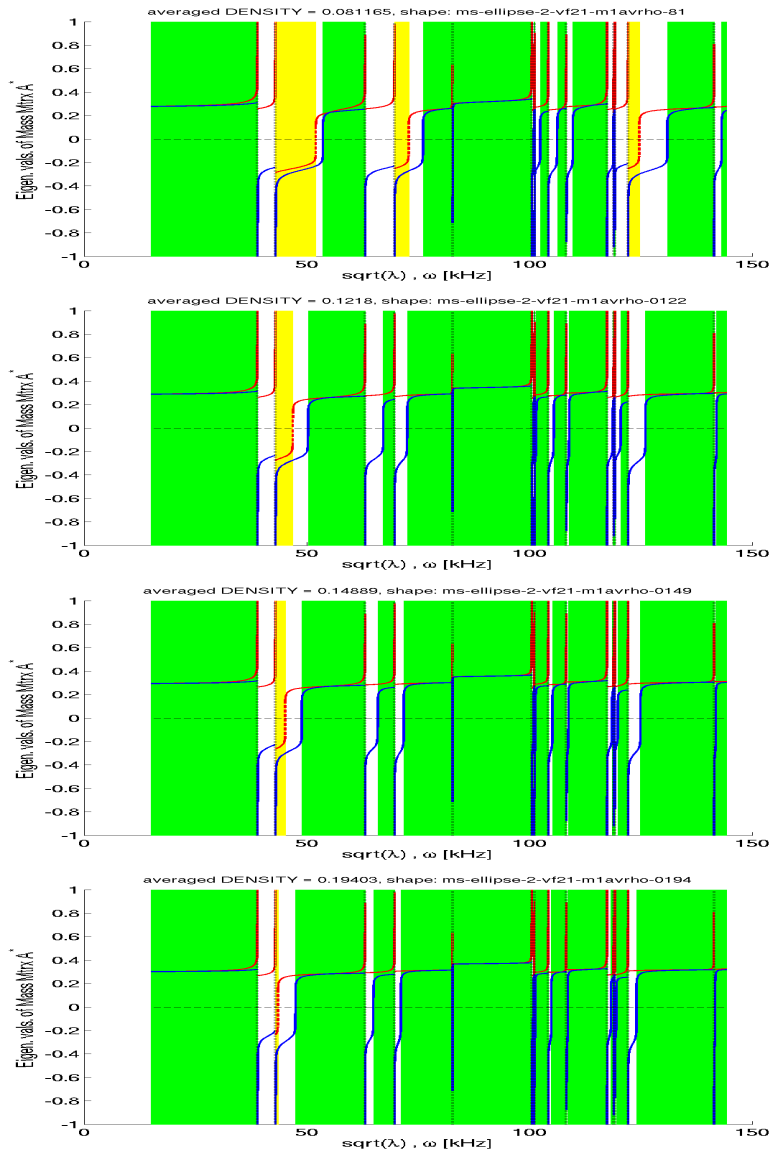 averaged DENSITY = 0.081165, shape: ms-ellipse-2-vf21-m1avrho-81
Eigen. vals. of Mass Mtrx A*
1
0.8
0.6
0.4
0.2
0
-0.2
-0.4
-0.6
-0.8
-1
0 50 100 150
sqrt(λ) , ω [kHz]
averaged DENSITY = 0.1218, shape: ms-ellipse-2-vf21-m1avrho-0122
Eigen. vals. of Mass Mtrx A*
1
0.8
0.6
0.4
0.2
0
-0.2
-0.4
-0.6
-0.8
-1
0 50 100 150
sqrt(λ) , ω [kHz]
averaged DENSITY = 0.14889, shape: ms-ellipse-2-vf21-m1avrho-0149
Eigen. vals. of Mass Mtrx A*
1
0.8
0.6
0.4
0.2
0
-0.2
-0.4
-0.6
-0.8
-1
0 50 100 150
sqrt(λ) , ω [kHz]
averaged DENSITY = 0.19403, shape: ms-ellipse-2-vf21-m1avrho-0194
Eigen. vals. of Mass Mtrx A*
1
0.8
0.6
0.4
0.2
0
-0.2
-0.4
-0.6
-0.8
-1
0 50 100 150
sqrt(λ) , ω [kHz]